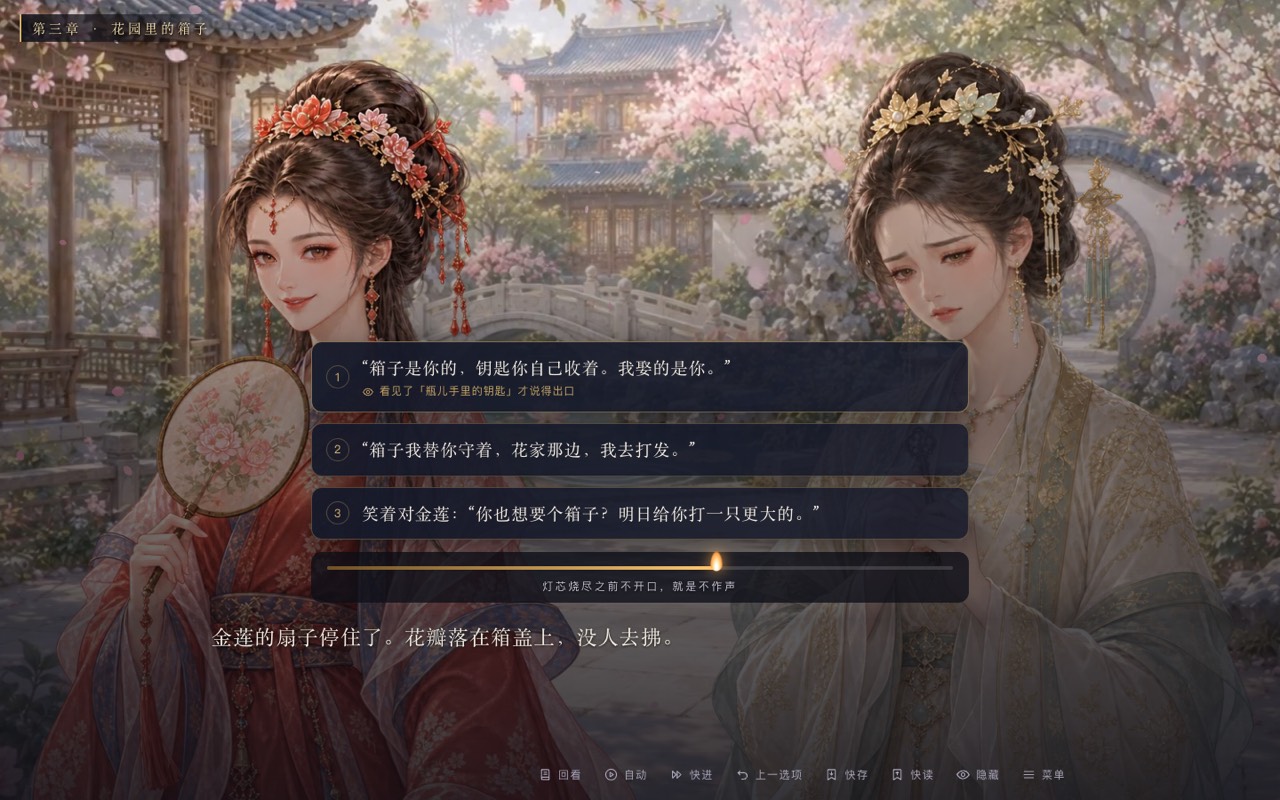 第三章 · 花园里的箱子
1 “箱子是你的，钥匙你自己收着。我娶的是你。”
看见了「瓶儿手里的钥匙」才说得出口
2 “箱子我替你守着，花家那边，我去打发。”
3 笑着对金莲：“你也想要个箱子？明日给你打一只更大的。”
灯芯烧尽之前不开口，就是不作声
金莲的扇子停住了。花瓣落在箱盖上，没人去拂。
回看 自动 快进 上一选项 快存 快读 隐藏 菜单